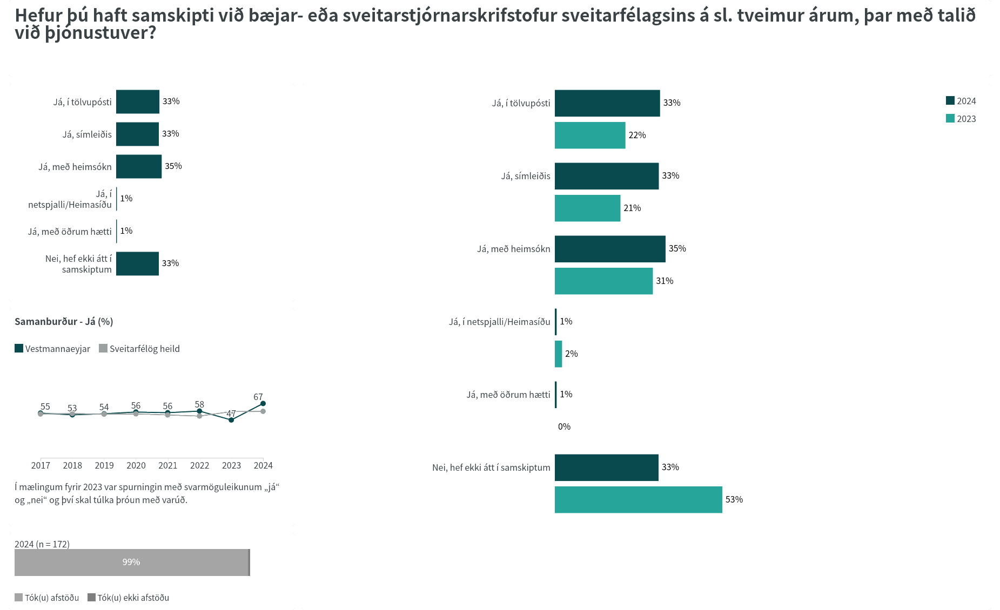 Hefur þú haft samskipti við bæjar- eða sveitarstjórnarskrifstofur sveitarfélagsins á sl. tveimur árum, þar með talið
við þjónustuver?
Já, í tölvupósti 33%
Já, símleiðis 33%
Já, með heimsókn 35%
Já, í
netspjalli/Heimasíðu 1%
Já, með öðrum hætti 1%
Nei, hef ekki átt í
samskiptum 33%
Samanburður - Já (%)
Vestmannaeyjar Sveitarfélög heild
55 53 54 56 56 58 47 67
2017 2018 2019 2020 2021 2022 2023 2024
Í mælingum fyrir 2023 var spurningin með svarmöguleikunum „já“
og „nei“ og því skal túlka þróun með varúð.
2024 (n = 172)
99%
Tók(u) afstöðu Tók(u) ekki afstöðu
Já, í tölvupósti 33%
22%
Já, símleiðis 33%
21%
Já, með heimsókn 35%
31%
Já, í netspjalli/Heimasíðu 1%
2%
Já, með öðrum hætti 1%
0%
Nei, hef ekki átt í samskiptum 33%
53%
2024
2023